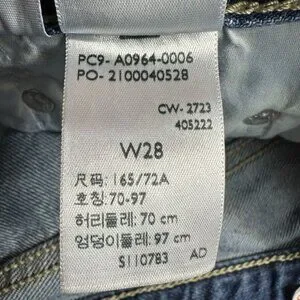 PC9- A0964-0006
PO- 2100040528
CW-2723
405222
W28
尺码: 165/72A
호칭: 70-97
허리둘레: 70 cm
엉덩이둘레: 97 cm
S110783 AD